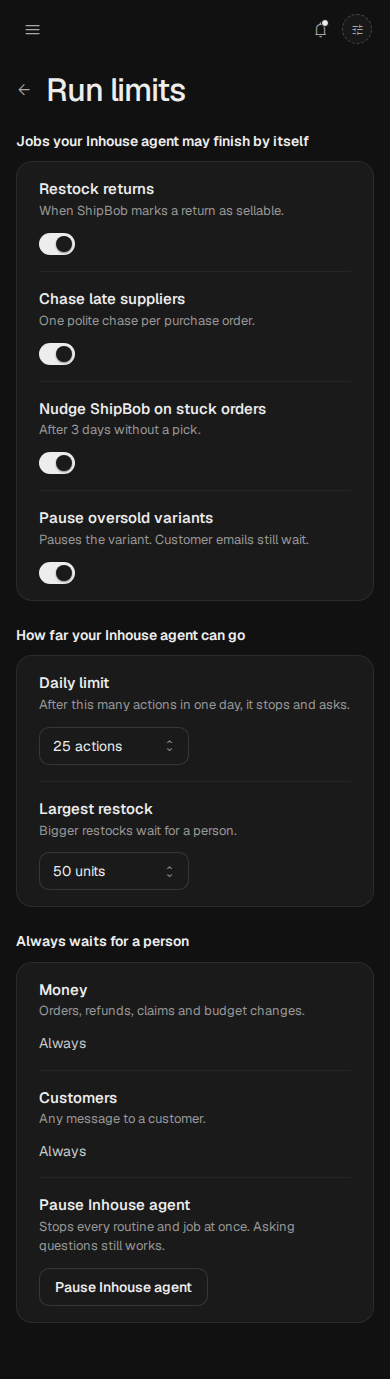 Run limits
Jobs your Inhouse agent may finish by itself
Restock returns
When ShipBob marks a return as sellable.
Chase late suppliers
One polite chase per purchase order.
Nudge ShipBob on stuck orders
After 3 days without a pick.
Pause oversold variants
Pauses the variant. Customer emails still wait.
How far your Inhouse agent can go
Daily limit
After this many actions in one day, it stops and asks.
25 actions
Largest restock
Bigger restocks wait for a person.
50 units
Always waits for a person
Money
Orders, refunds, claims and budget changes.
Always
Customers
Any message to a customer.
Always
Pause Inhouse agent
Stops every routine and job at once. Asking
questions still works.
Pause Inhouse agent